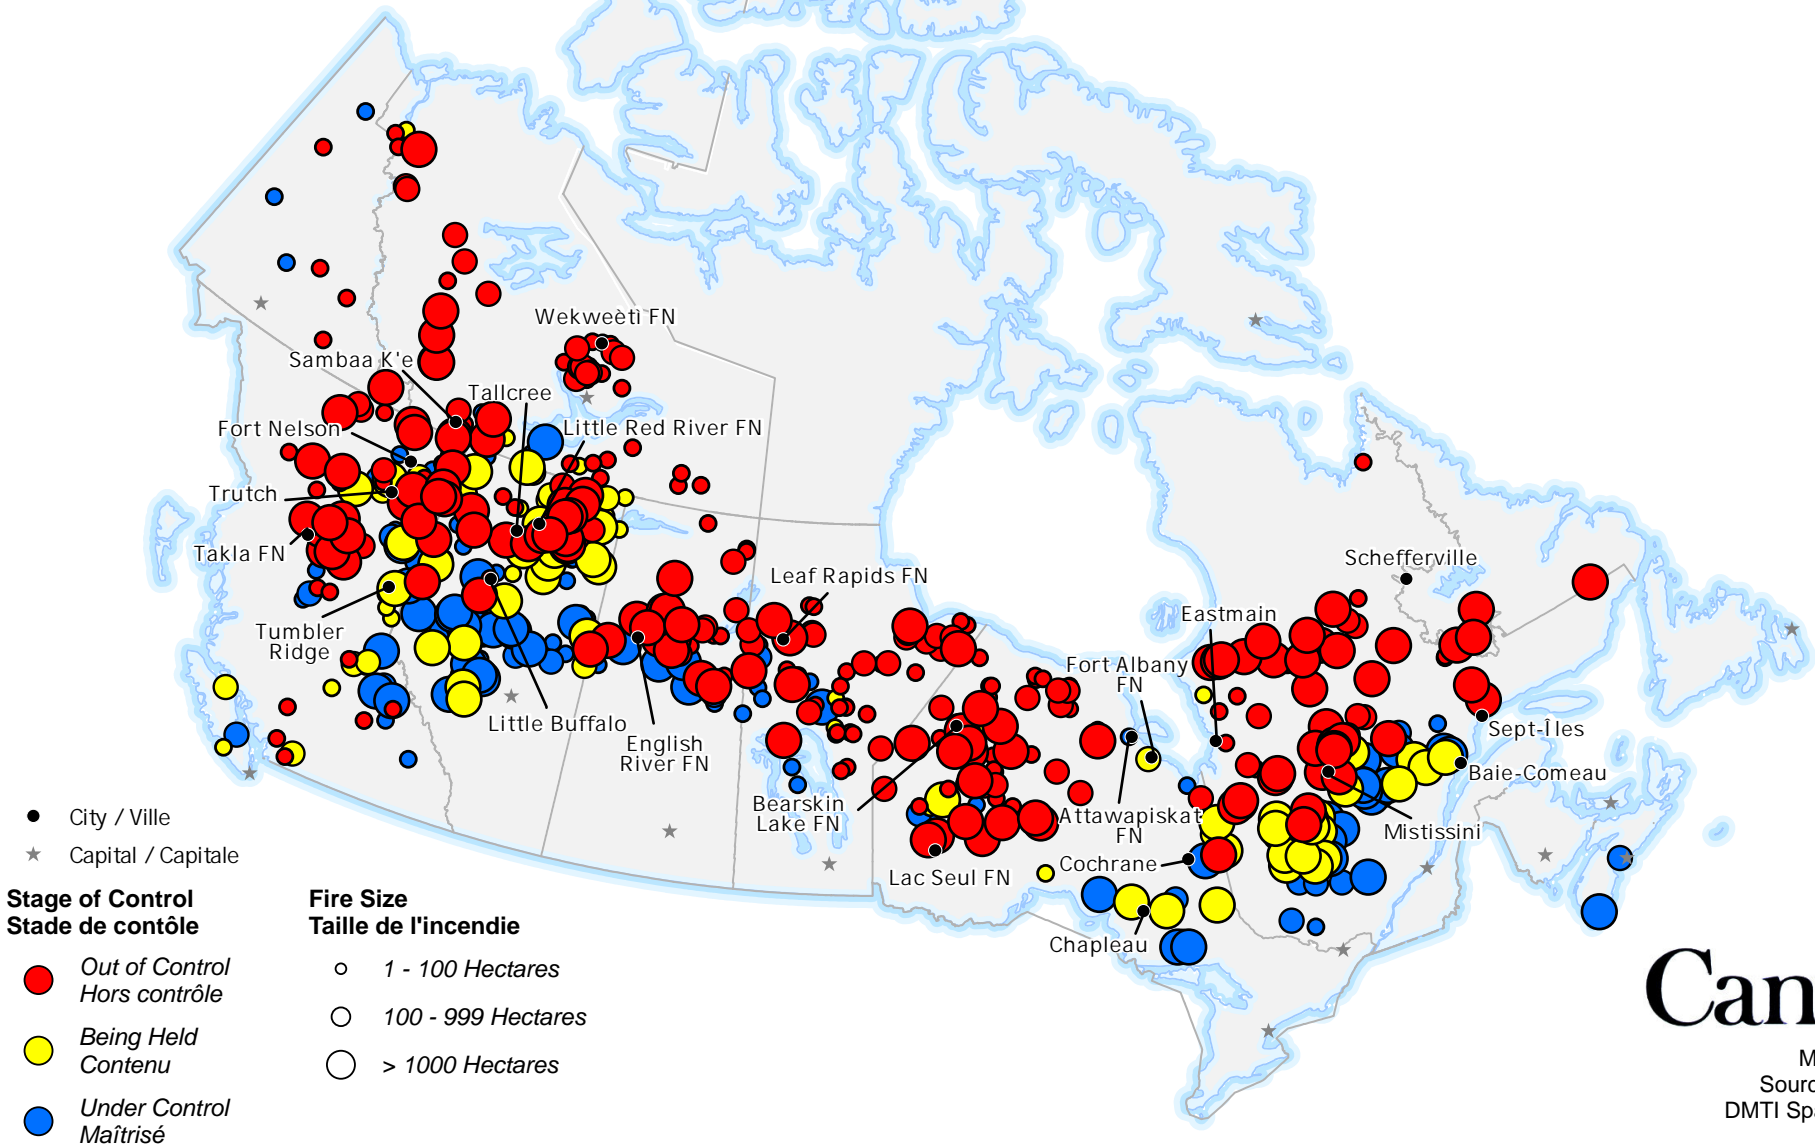 Wekweètì FN
Sambaa K'e
Tallcree
Fort Nelson
Little Red River FN
Trutch
Takla FN
Schefferville
Leaf Rapids FN
Eastmain
Tumbler
Ridge
Fort Albany
FN
Little Buffalo
English
River FN
Sept-Îles
Baie-Comeau
Bearskin
Lake FN
Attawapiskat
FN
Mistissini
Cochrane
Lac Seul FN
Chapleau
City / Ville
Capital / Capitale
Stage of Control
Stade de contôle
Out of Control
Hors contrôle
Being Held
Contenu
Under Control
Maîtrisé
Fire Size
Taille de l'incendie
1 - 100 Hectares
100 - 999 Hectares
> 1000 Hectares
Can
M
Sourc
DMTI Spa